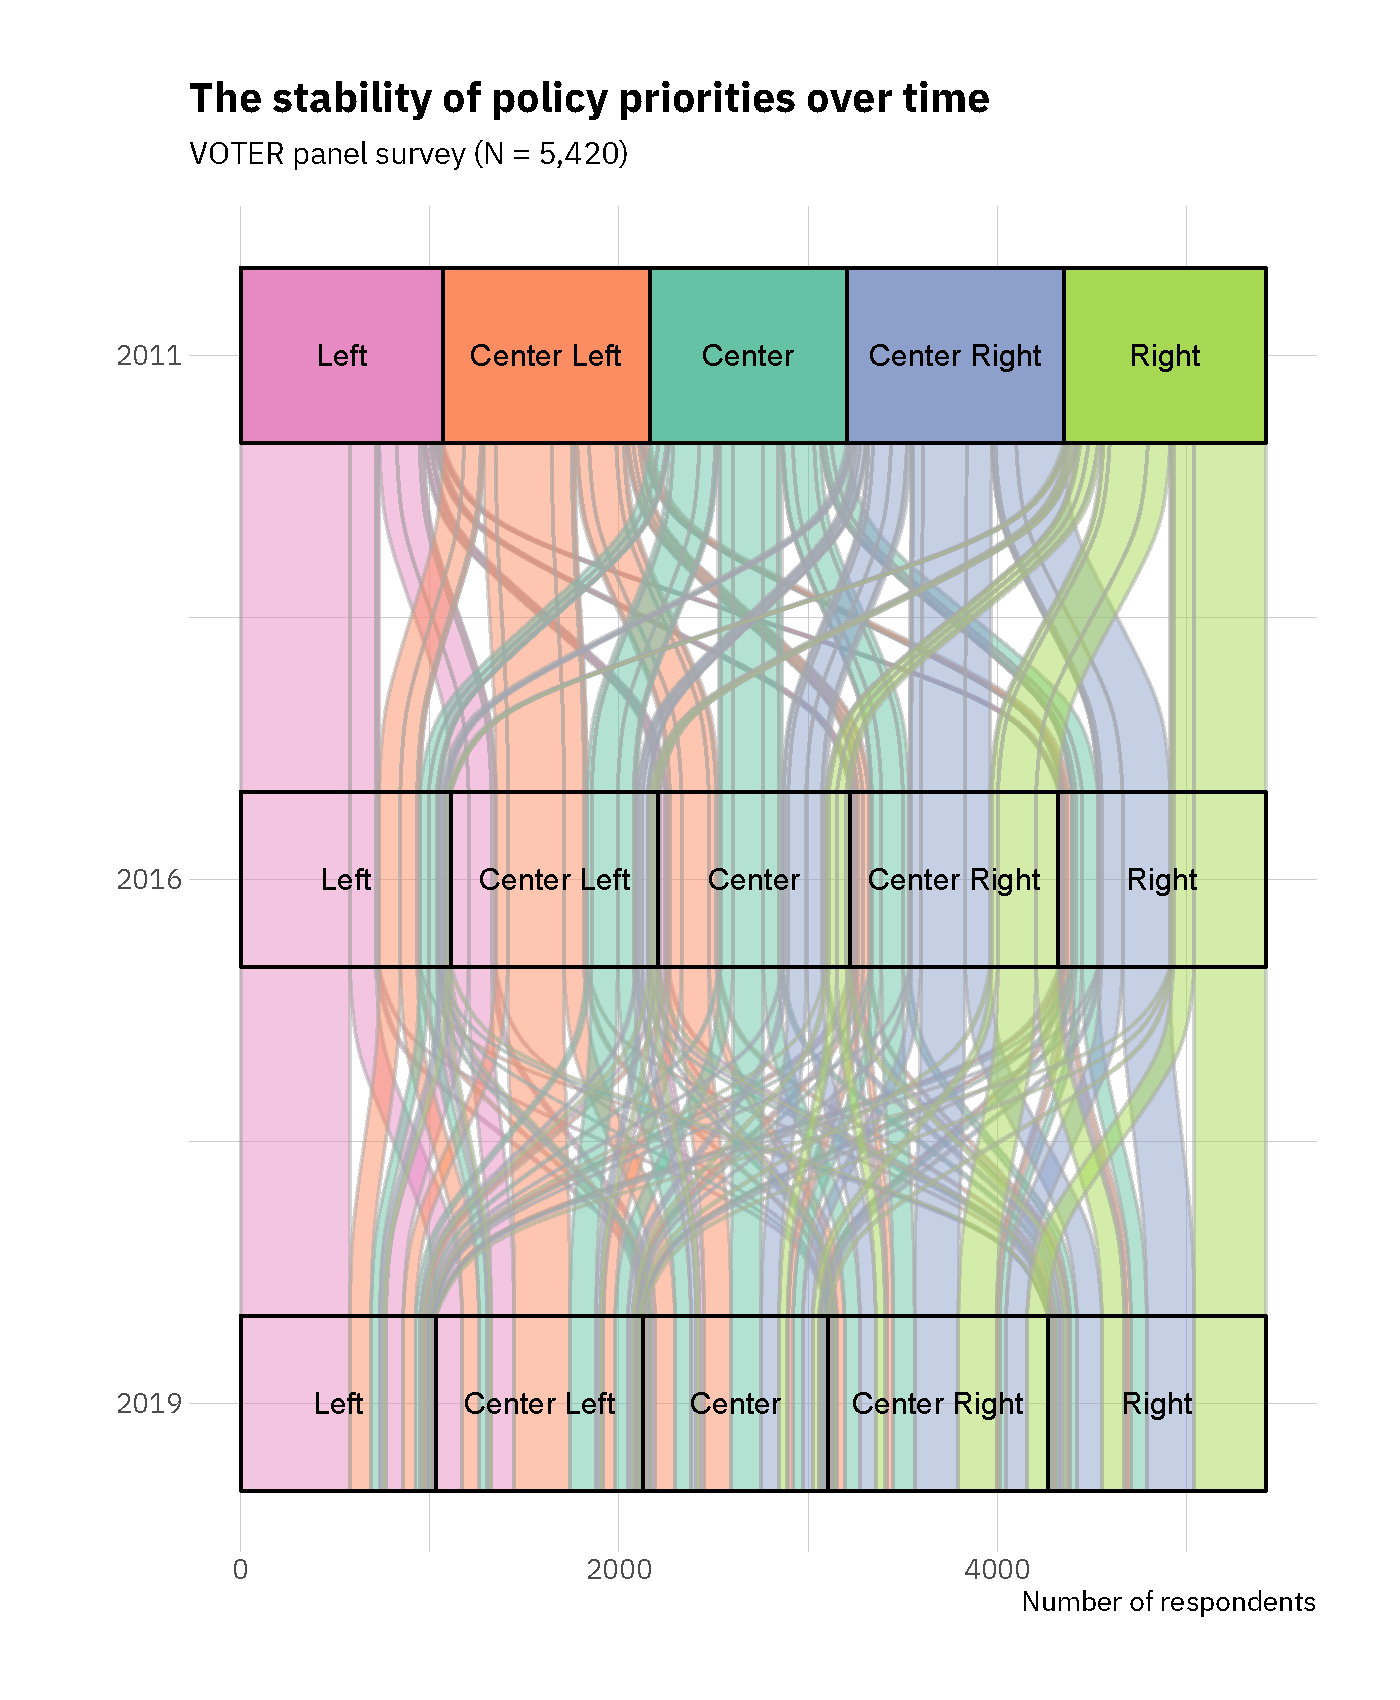 The stability of policy priorities over time
VOTER panel survey (N = 5,420)
2011
Left
Center Left
Center
Center Right
Right
2016
Left
Center Left
Center
Center Right
Right
2019
Left
Center Left
Center
Center Right
Right
0
2000
4000
Number of respondents